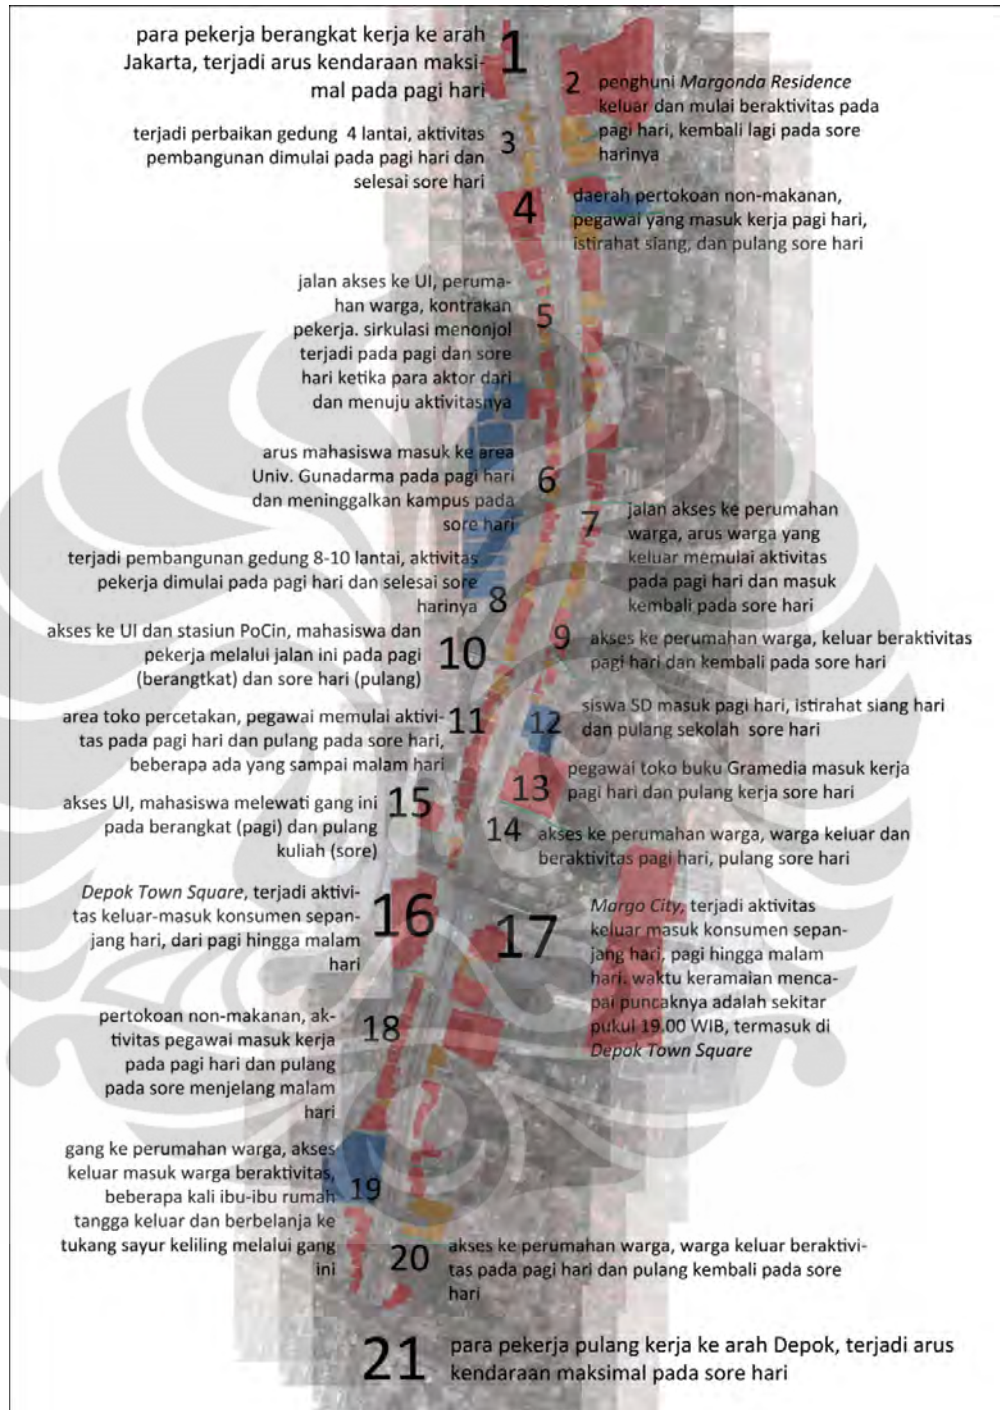 para pekerja berangkat kerja ke arah
Jakarta, terjadi arus kendaraan maksi-
mal pada pagi hari
1
2
penghuni Margonda Residence
keluar dan mulai beraktivitas pada
pagi hari, kembali lagi pada sore
harinya
terjadi perbaikan gedung 4 lantai, aktivitas
pembangunan dimulai pada pagi hari dan
selesai sore hari
3
4
daerah pertokoan non-makanan,
pegawai yang masuk kerja pagi hari,
istirahat siang, dan pulang sore hari
jalan akses ke UI, peruma-
han warga, kontrakan
pekerja. sirkulasi menonjol
terjadi pada pagi dan sore
hari ketika para aktor dari
dan menuju aktivitasnya
5
arus mahasiswa masuk ke area
Univ. Gunadarma pada pagi hari
dan meninggalkan kampus pada
sore hari
6
7
jalan akses ke perumahan
warga, arus warga yang
keluar memulai aktivitas
pada pagi hari dan masuk
kembali pada sore hari
terjadi pembangunan gedung 8-10 lantai, aktivitas
pekerja dimulai pada pagi hari dan selesai sore
harinya
8
9
akses ke perumahan warga, keluar beraktivitas
pagi hari dan kembali pada sore hari
akses ke UI dan stasiun PoCin, mahasiswa dan
pekerja melalui jalan ini pada pagi
(berangtkat) dan sore hari (pulang)
10
area toko percetakan, pegawai memulai aktivi-
tas pada pagi hari dan pulang pada sore hari,
beberapa ada yang sampai malam hari
11
12
siswa SD masuk pagi hari, istirahat siang hari
dan pulang sekolah sore hari
13
pegawai toko buku Gramedia masuk kerja
pagi hari dan pulang kerja sore hari
14
akses ke perumahan warga, warga keluar dan
beraktivitas pagi hari, pulang sore hari
akses UI, mahasiswa melewati gang ini
pada berangkat (pagi) dan pulang
kuliah (sore)
15
Depok Town Square, terjadi aktivi-
tas keluar-masuk konsumen sepan-
jang hari, dari pagi hingga malam
hari
16
17
Margo City, terjadi aktivitas
keluar masuk konsumen sepan-
jang hari, pagi hingga malam
hari. waktu keramaian menca-
pai puncaknya adalah sekitar
pukul 19.00 WIB, termasuk di
Depok Town Square
pertokoan non-makanan, ak-
tivitas pegawai masuk kerja
pada pagi hari dan pulang
pada sore menjelang malam
hari
18
gang ke perumahan warga, akses
keluar masuk warga beraktivitas,
beberapa kali ibu-ibu rumah
tangga keluar dan berbelanja ke
tukang sayur keliling melalui gang
ini
19
20
akses ke perumahan warga, warga keluar beraktivi-
tas pada pagi hari dan pulang kembali pada sore
hari
21
para pekerja pulang kerja ke arah Depok, terjadi arus
kendaraan maksimal pada sore hari